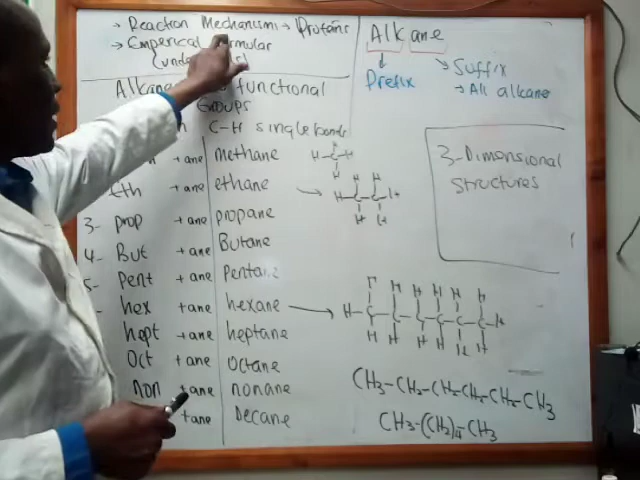 → Reaction Mechanisms → Proteins
→ Emperical Formular
Alkane
Prefix
Suffix
→ All alkane
functional
Groups
C-H single bonds
+ane methane
Eth +ane ethane
3- prop +ane propane
4- But +ane Butane
5- Pent +ane Pentane
hex +ane hexane
hept +ane heptane
Oct +ane Octane
non +ane nonane
+ane Decane
3-Dimensional
Structures
CH3-CH2-CH2-CH2-CH2-CH3
CH3-(CH2)4-CH3